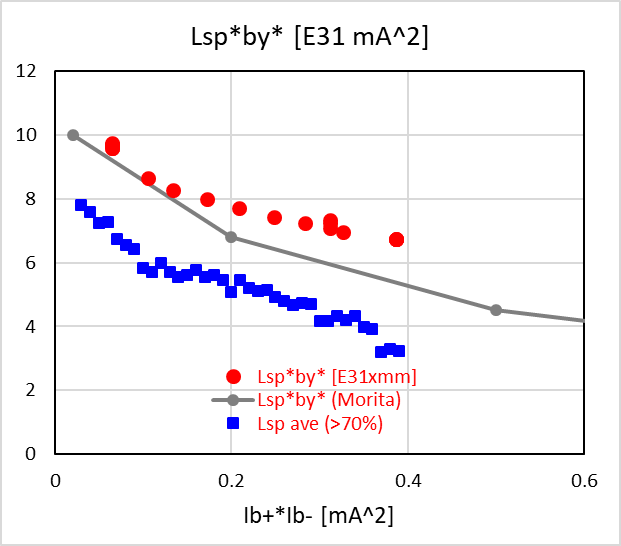 Lsp*by* [E31 mA^2]
12
10
8
6
4
2
0
Lsp*by* [E31xmm]
Lsp*by* (Morita)
Lsp ave (>70%)
0 0.2 0.4 0.6
Ib+*Ib- [mA^2]